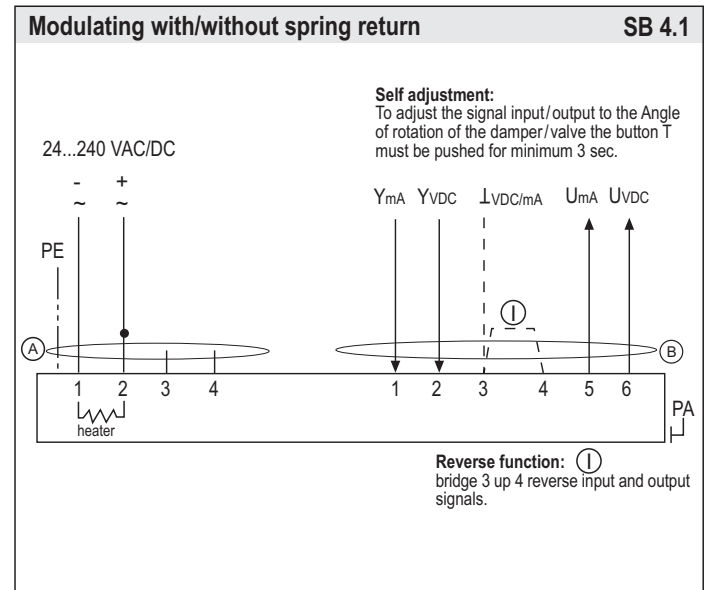 Modulating with/without spring return SB 4.1
Self adjustment:
To adjust the signal input/output to the Angle
of rotation of the damper/valve the button T
must be pushed for minimum 3 sec.
24...240 VAC/DC
- +
~ ~
YmA YVDC ⊥VDC/mA UmA UVDC
PE
I
A B
1 2 3 4 1 2 3 4 5 6
heater
PA
Reverse function: I
bridge 3 up 4 reverse input and output
signals.